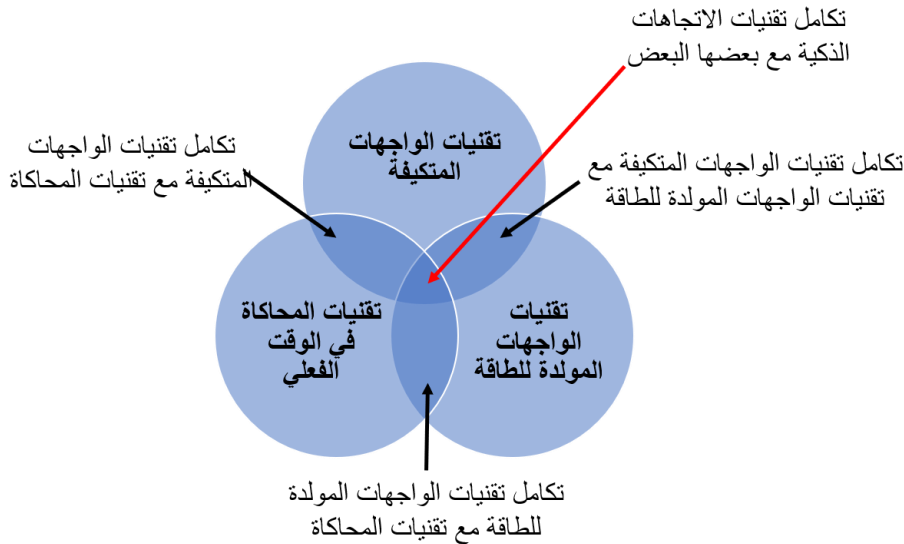 تكامل تقنيات الاتجاهات
الذكية مع بعضها البعض
تقنيات الواجهات
المتكيفة
تكامل تقنيات الواجهات
المتكيفة مع تقنيات المحاكاة
تكامل تقنيات الواجهات المتكيفة مع
تقنيات الواجهات المولدة للطاقة
تقنيات
الواجهات
المولدة للطاقة
تقنيات المحاكاة
في الوقت
الفعلي
تكامل تقنيات الواجهات المولدة
للطاقة مع تقنيات المحاكاة